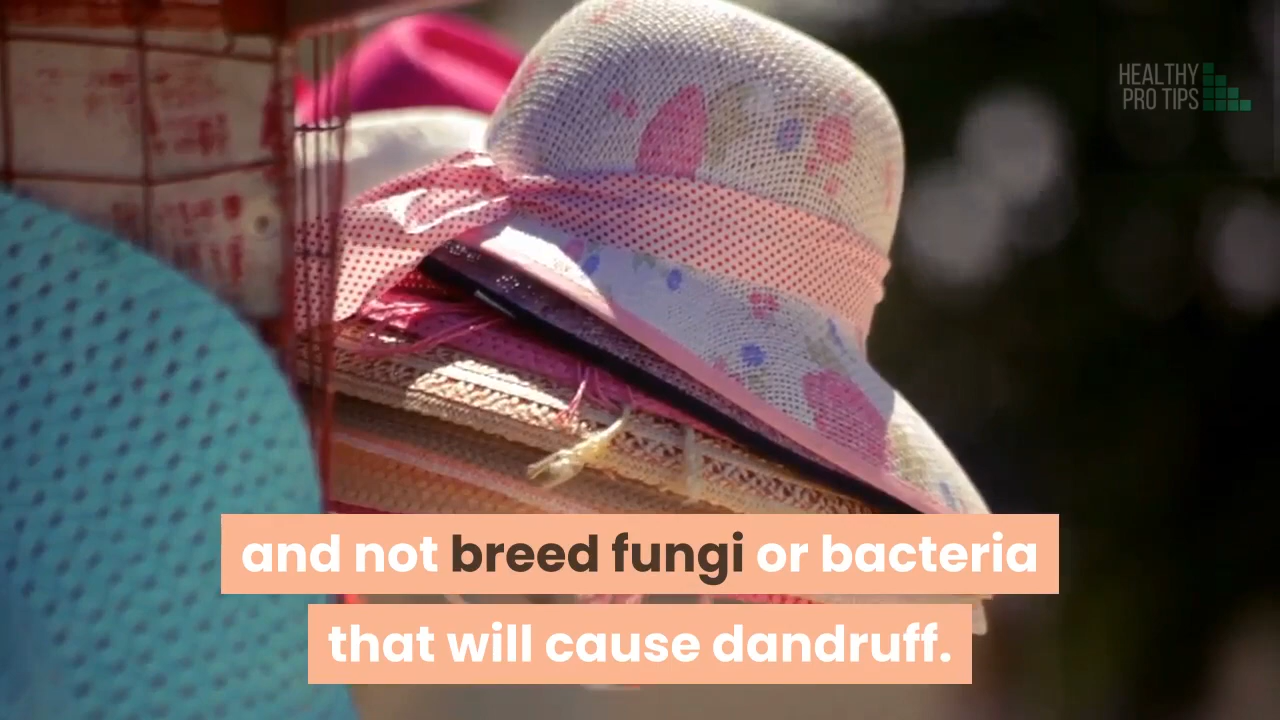 HEALTHY
PRO TIPS
and not breed fungi or bacteria
that will cause dandruff.